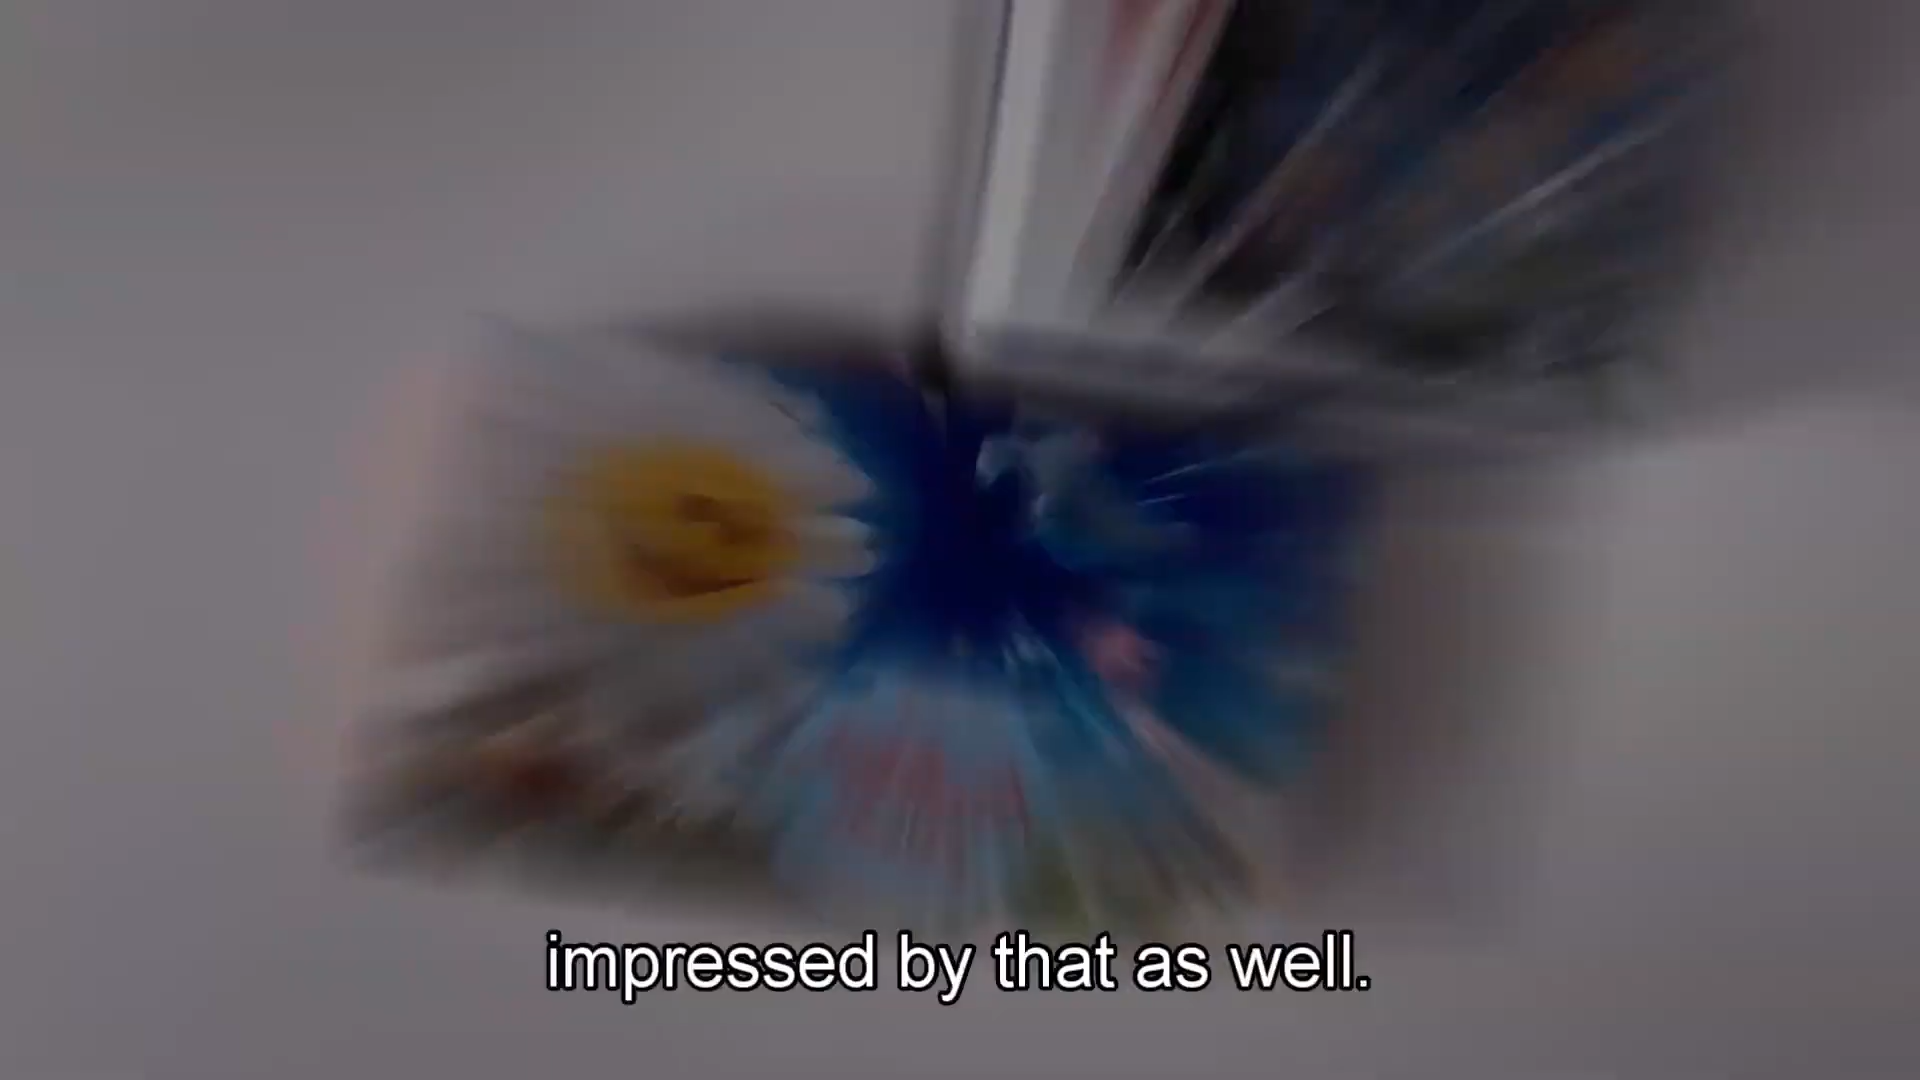 impressed by that as well.